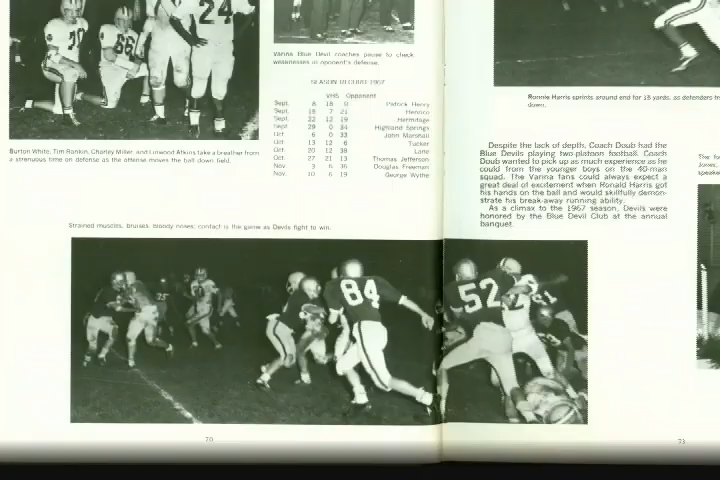 70
66
24
Varina Blue Devil coaches pause to check
weaknesses in oponent's defense.
SEASON RECORD 1967
VHS Opponent
Sept. 8 18 0 Patrick Henry
Sept. 15 7 21 Henrico
Sept. 22 12 19 Hermitage
Sept. 29 0 34 Highland Springs
Oct. 6 0 33 John Marshall
Oct. 13 12 6 Tucker
Oct. 20 12 38 Lane
Oct. 27 21 13 Thomas Jefferson
Nov. 3 6 36 Douglas Freeman
Nov. 10 6 19 George Wythe
Burton White, Tim Rankin, Charley Miller, and Linwood Atkins take a breather from
a strenuous time on defense as the offense moves the ball down field.
Strained muscles, bruises, bloody noses; contact is the game as Devils fight to win.
84
52
70
Ronnie Harris sprints around end for 13 yards, as defenders
down.
Despite the lack of depth, Coach Doub had the
Blue Devils playing two-platoon football. Coach
Doub wanted to pick up as much experience as he
could from the younger boys on the 40-man
squad. The Varina fans could always expect a
great deal of excitement when Ronald Harris got
his hands on the ball and would skillfully demon-
strate his break-away running ability.
As a climax to the 1967 season, Devils were
honored by the Blue Devil Club at the annual
banquet.
73